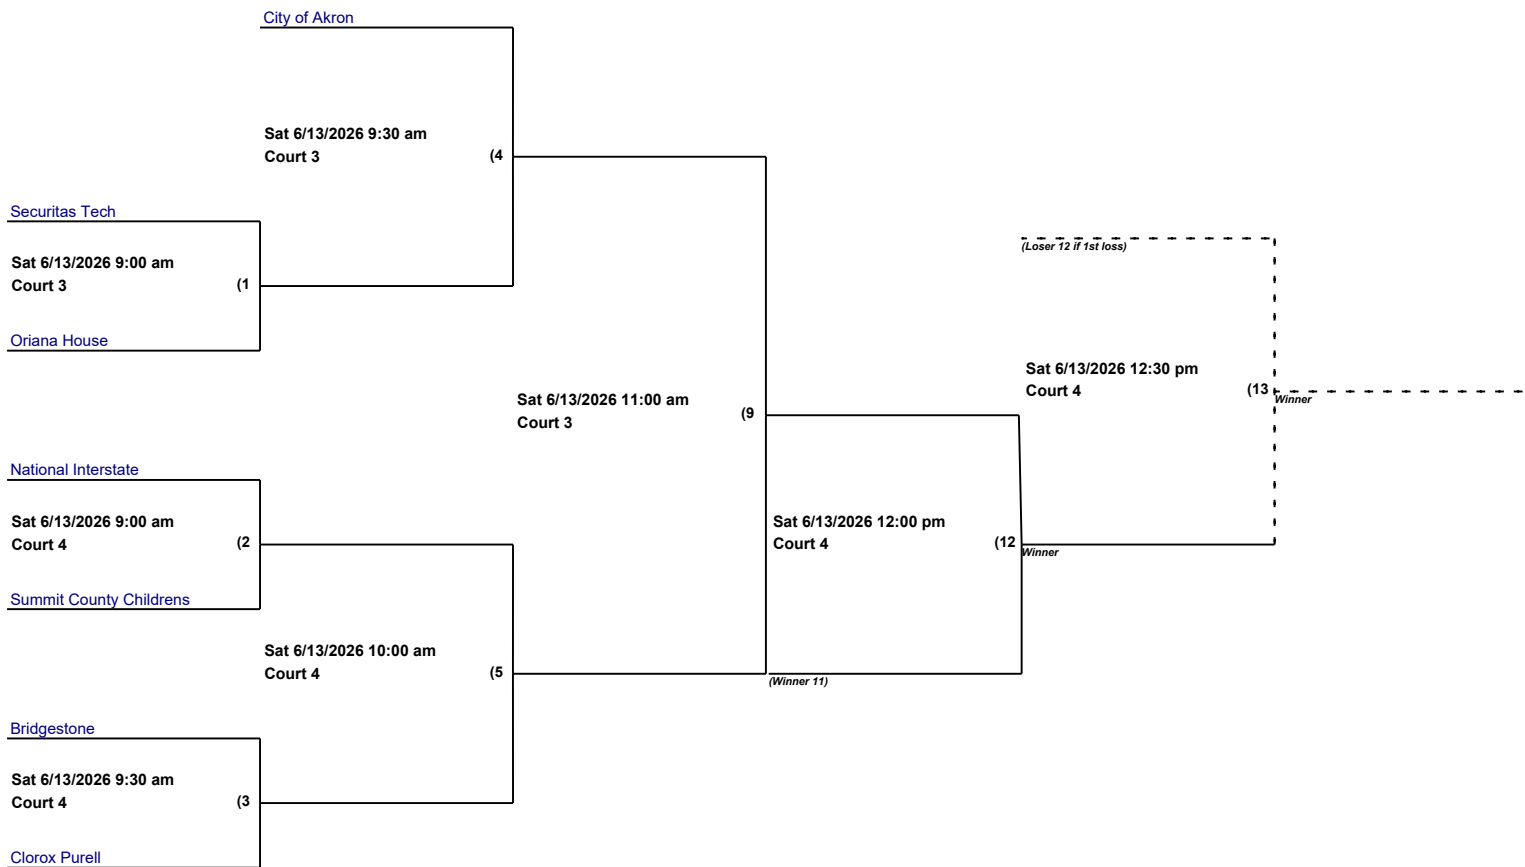 City of Akron
Sat 6/13/2026 9:30 am
Court 3
(4
Securitas Tech
Sat 6/13/2026 9:00 am
Court 3
(1
Oriana House
(Loser 12 if 1st loss)
Sat 6/13/2026 12:30 pm
Court 4
(13
Winner
Sat 6/13/2026 11:00 am
Court 3
(9
National Interstate
Sat 6/13/2026 9:00 am
Court 4
(2
Summit County Childrens
Sat 6/13/2026 12:00 pm
Court 4
(12
Winner
Sat 6/13/2026 10:00 am
Court 4
(5
(Winner 11)
Bridgestone
Sat 6/13/2026 9:30 am
Court 4
(3
Clorox Purell